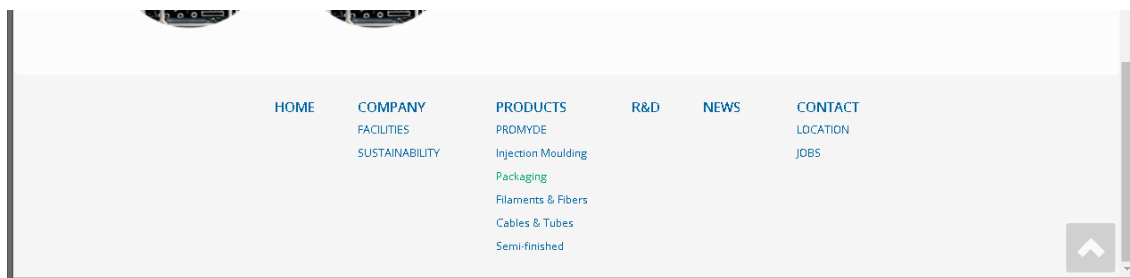 HOME COMPANY PRODUCTS R&D NEWS CONTACT
FACILITIES PROMYDE LOCATION
SUSTAINABILITY Injection Moulding JOBS
Packaging
Filaments & Fibers
Cables & Tubes
Semi-finished